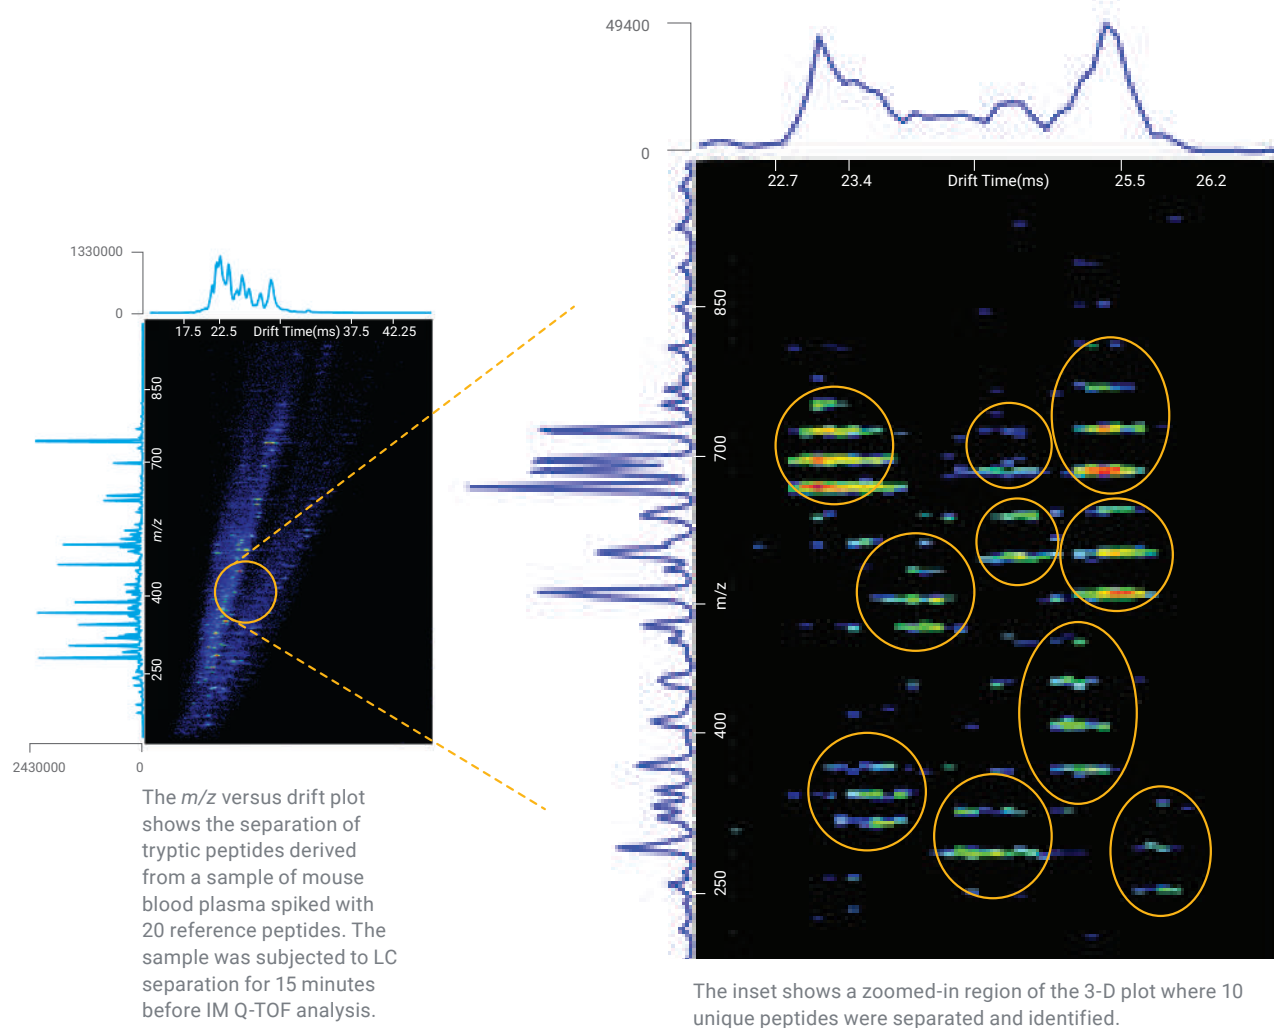 49400
0
22.7 23.4 Drift Time(ms) 25.5 26.2
850
700
m/z
400
250
1330000
0
17.5 22.5 Drift Time(ms) 37.5 42.25
850
700
m/z
400
250
2430000 0
The m/z versus drift plot
shows the separation of
tryptic peptides derived
from a sample of mouse
blood plasma spiked with
20 reference peptides. The
sample was subjected to LC
separation for 15 minutes
before IM Q-TOF analysis.
The inset shows a zoomed-in region of the 3-D plot where 10
unique peptides were separated and identified.